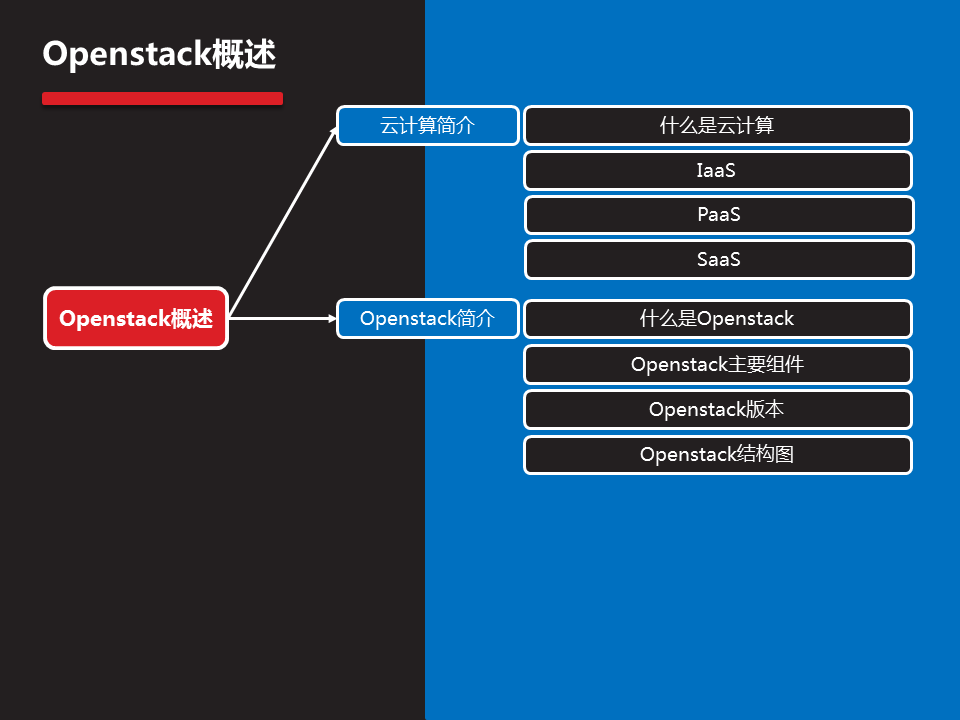 Openstack概述
云计算简介
什么是云计算
IaaS
PaaS
SaaS
Openstack概述
Openstack简介
什么是Openstack
Openstack主要组件
Openstack版本
Openstack结构图